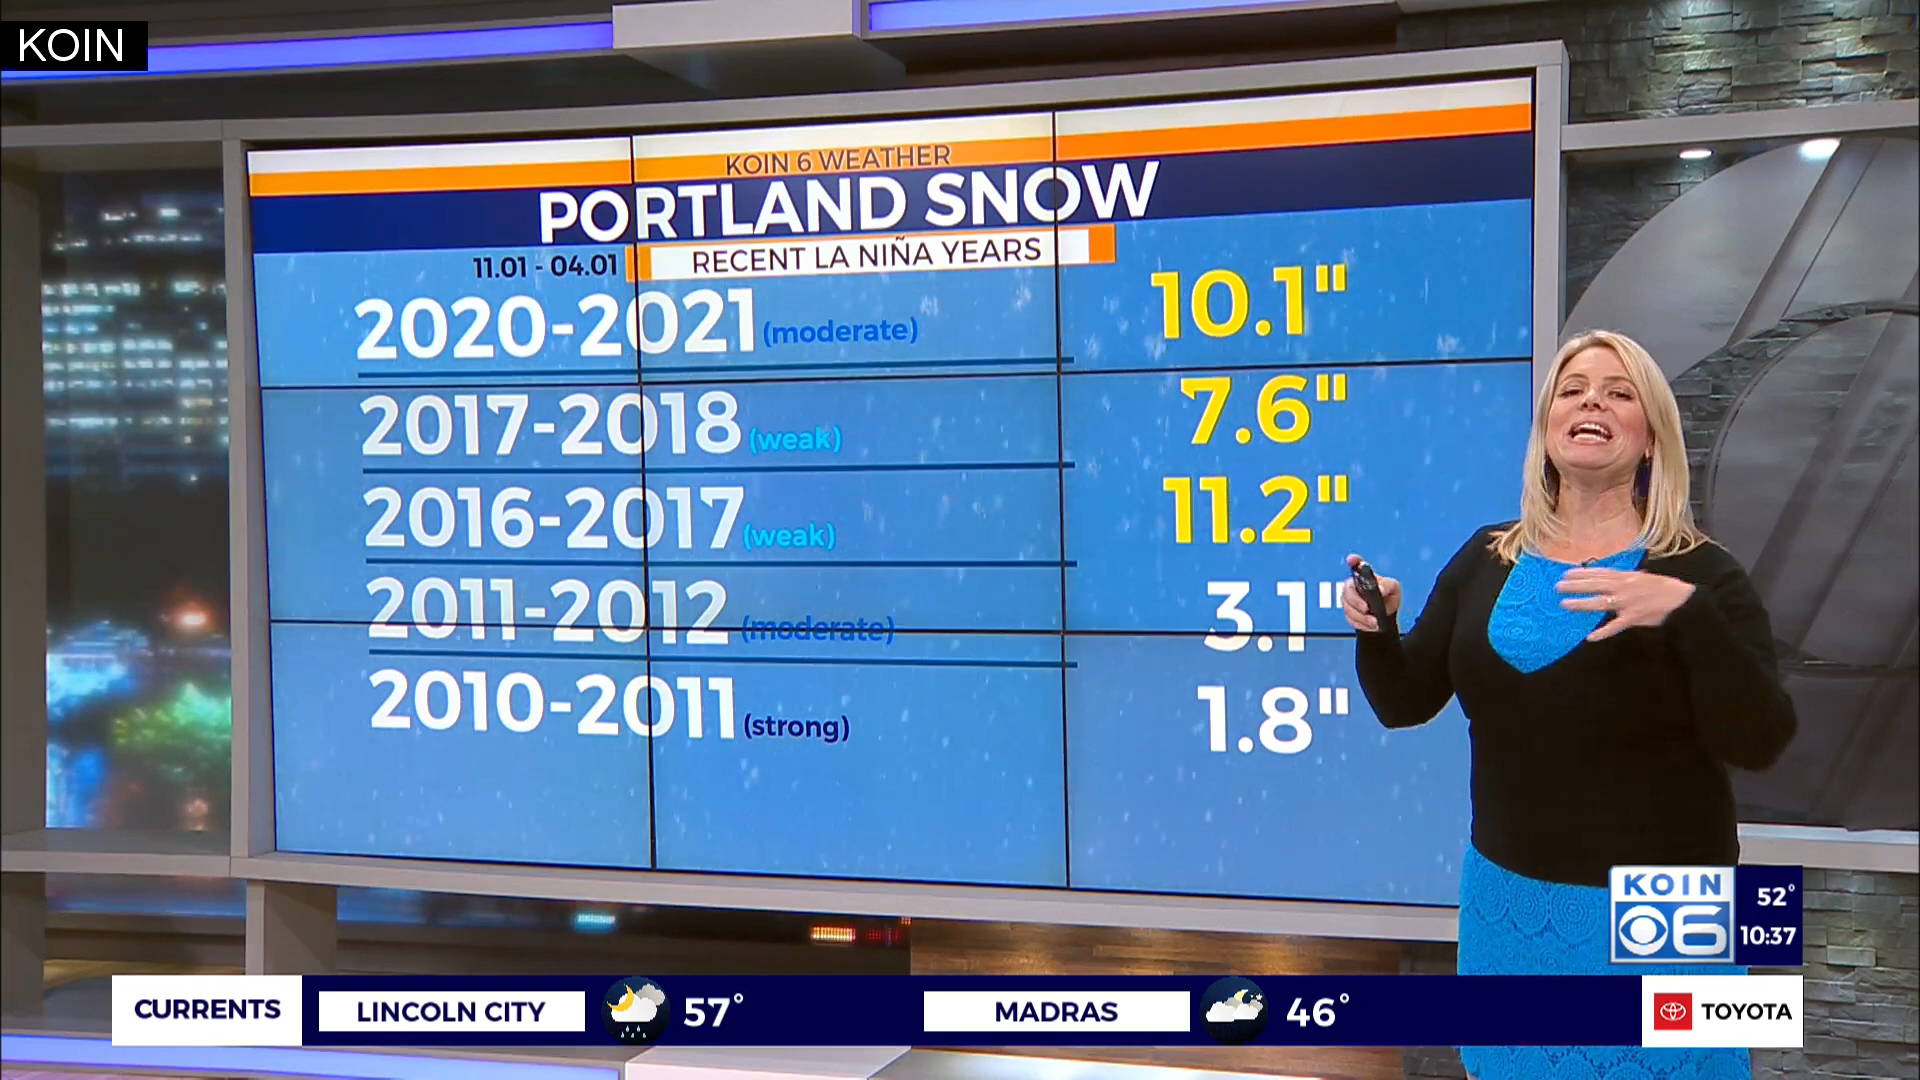 KOIN
KOIN 6 WEATHER
PORTLAND SNOW
11.01 - 04.01 RECENT LA NIÑA YEARS
2020-2021 (moderate) 10.1"
2017-2018 (weak) 7.6"
2016-2017 (weak) 11.2"
2011-2012 (moderate) 3.1"
2010-2011 (strong) 1.8"
KOIN 6
52°
10:37
CURRENTS LINCOLN CITY 57° MADRAS 46° TOYOTA